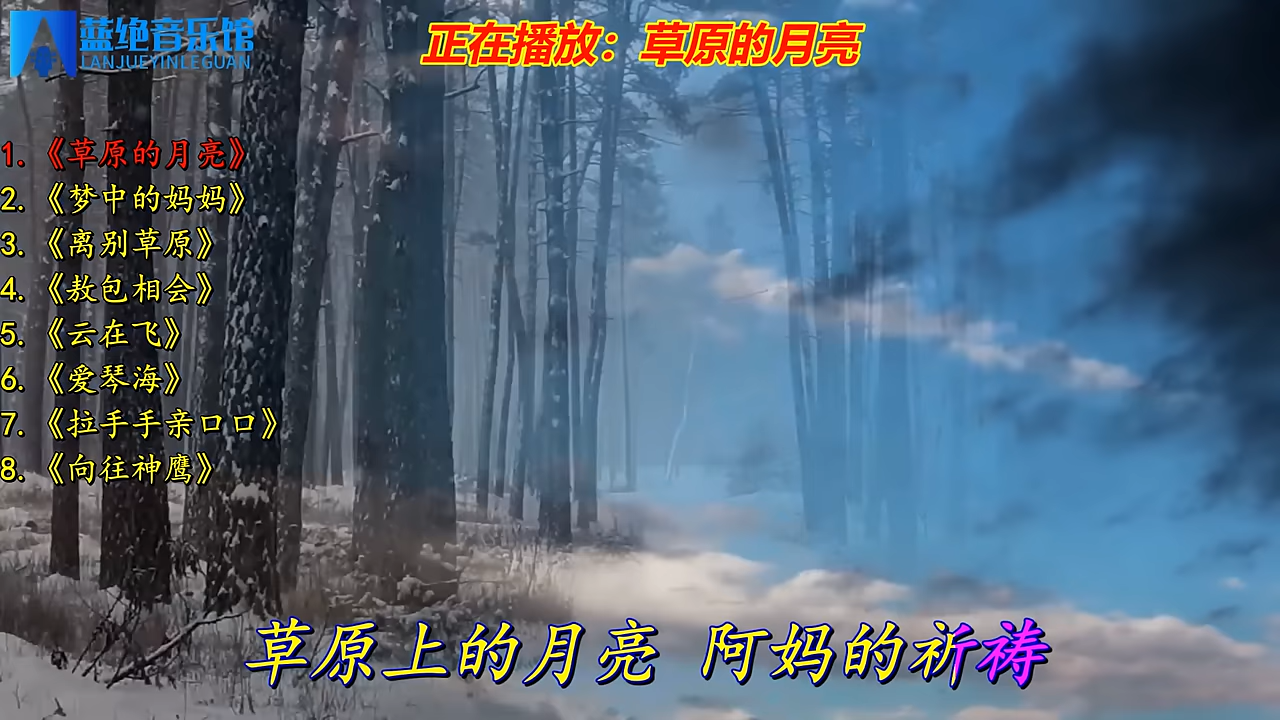 蓝绝音乐馆
LANJUEYINLEGUAN
正在播放：草原的月亮
1.《草原的月亮》
2.《梦中的妈妈》
3.《离别草原》
4.《敖包相会》
5.《云在飞》
6.《爱琴海》
7.《拉手手亲口口》
8.《向往神鹰》
草原上的月亮 阿妈的祈祷